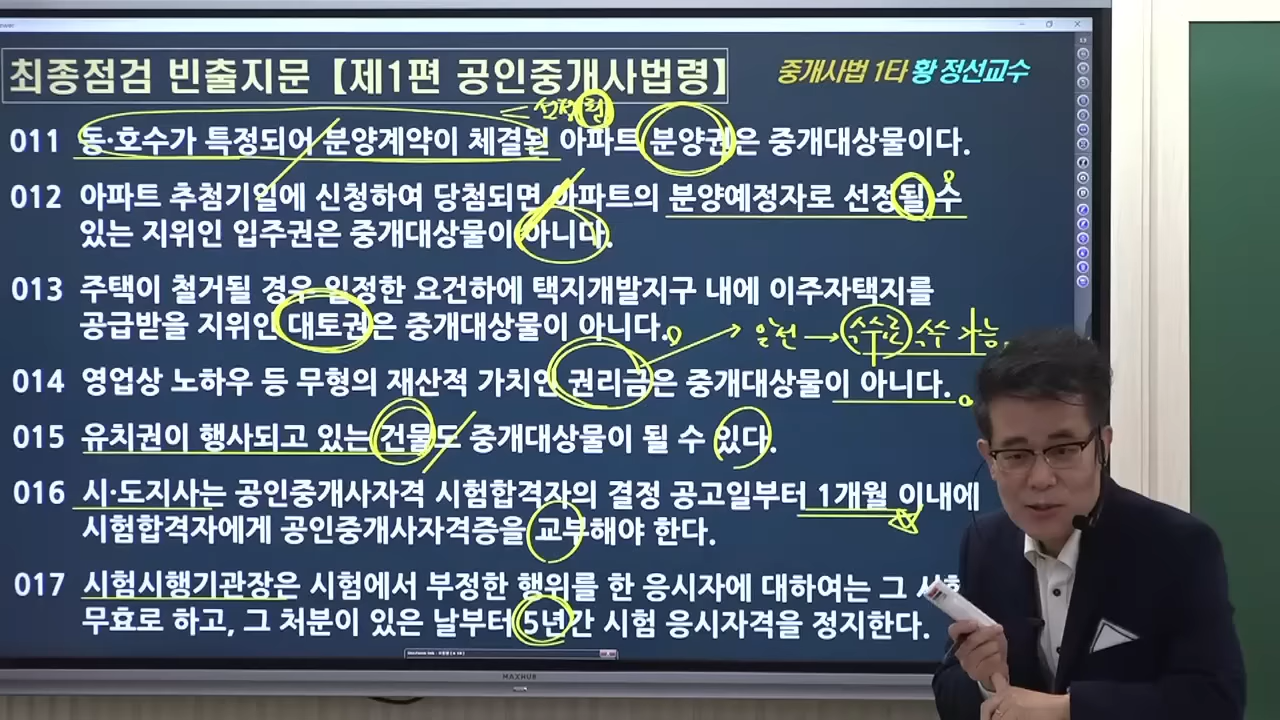 최종점검 빈출지문 【제1편 공인중개사법령】
중개사법 1타 황 정선교수
선정될
011 동·호수가 특정되어 분양계약이 체결된 아파트 분양권은 중개대상물이다.
012 아파트 추첨기일에 신청하여 당첨되면 아파트의 분양예정자로 선정될 수
있는 지위인 입주권은 중개대상물이 아니다.
013 주택이 철거될 경우 일정한 요건하에 택지개발지구 내에 이주자택지를
공급받을 지위인 대토권은 중개대상물이 아니다.
알선 → 수수료 수수 가능
014 영업상 노하우 등 무형의 재산적 가치인 권리금은 중개대상물이 아니다.
015 유치권이 행사되고 있는 건물도 중개대상물이 될 수 있다.
016 시·도지사는 공인중개사자격 시험합격자의 결정 공고일부터 1개월 이내에
시험합격자에게 공인중개사자격증을 교부해야 한다.
017 시험시행기관장은 시험에서 부정한 행위를 한 응시자에 대하여는 그
무효로 하고, 그 처분이 있은 날부터 5년간 시험 응시자격을 정지한다.
MAXHUB